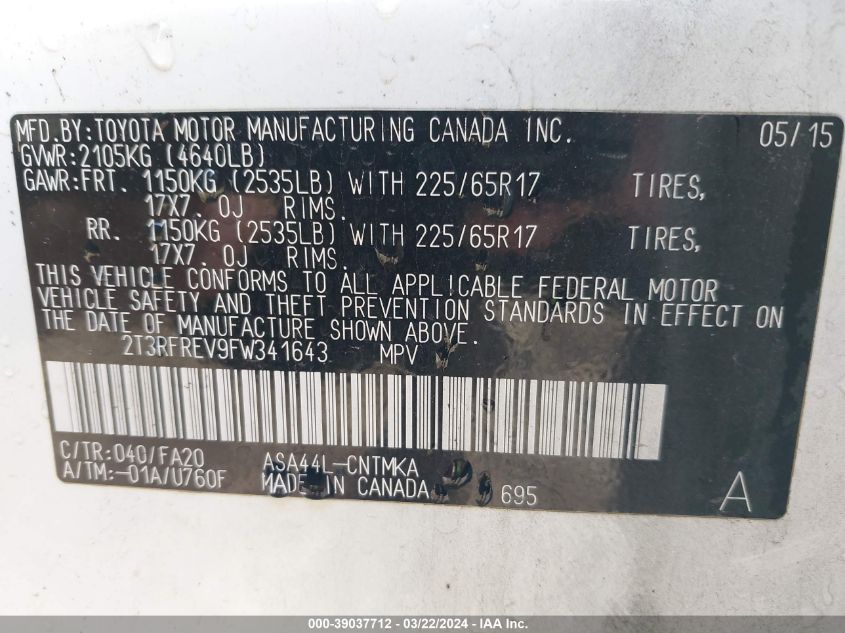 MFD.BY:TOYOTA MOTOR MANUFACTURING CANADA INC. 05/15
GVWR:2105KG (4640LB)
GAWR:FRT. 1150KG (2535LB) WITH 225/65R17 TIRES,
17X7.0J RIMS.
RR. 1150KG (2535LB) WITH 225/65R17 TIRES,
17X7.0J RIMS.
THIS VEHICLE CONFORMS TO ALL APPLICABLE FEDERAL MOTOR
VEHICLE SAFETY AND THEFT PREVENTION STANDARDS IN EFFECT ON
THE DATE OF MANUFACTURE SHOWN ABOVE.
2T3RFREV9FW341643 MPV
C/TR:040/FA20 ASA44L-CNTMKA
A/TM:-01A/U760F MADE IN CANADA 695 A
000-39037712 - 03/22/2024 - IAA Inc.